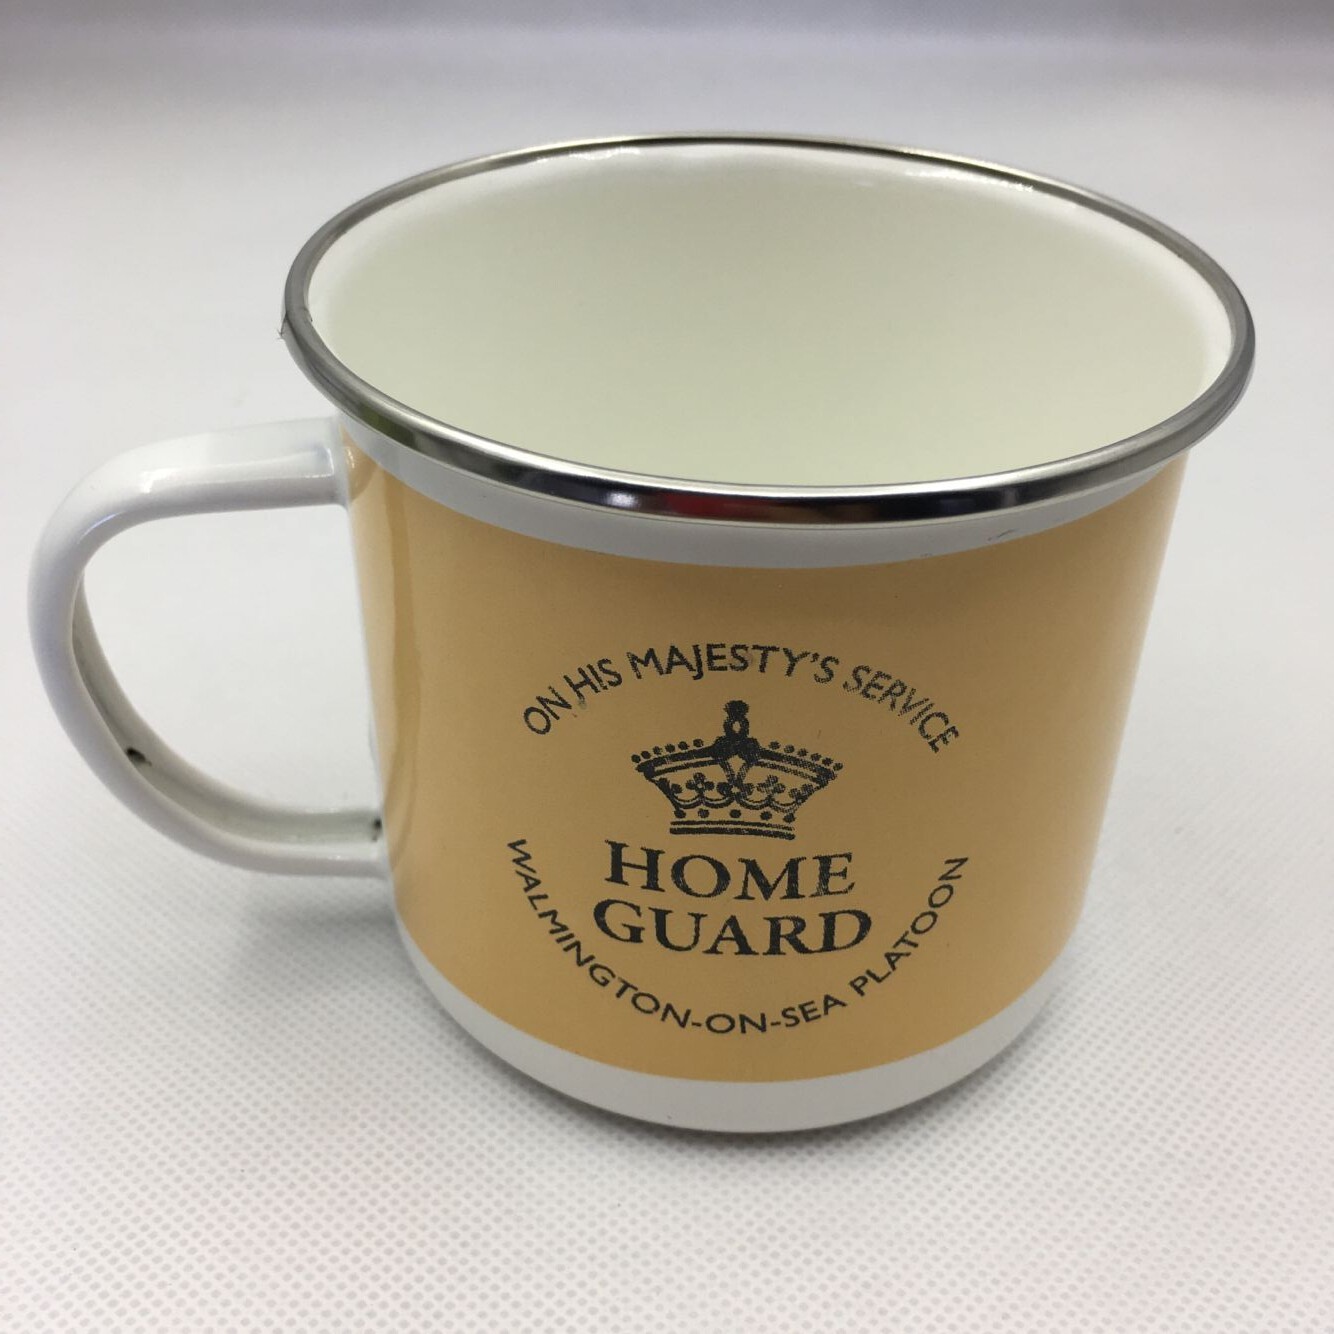 ON HIS MAJESTY'S SERVICE
HOME
GUARD
WALMINGTON-ON-SEA PLATOON